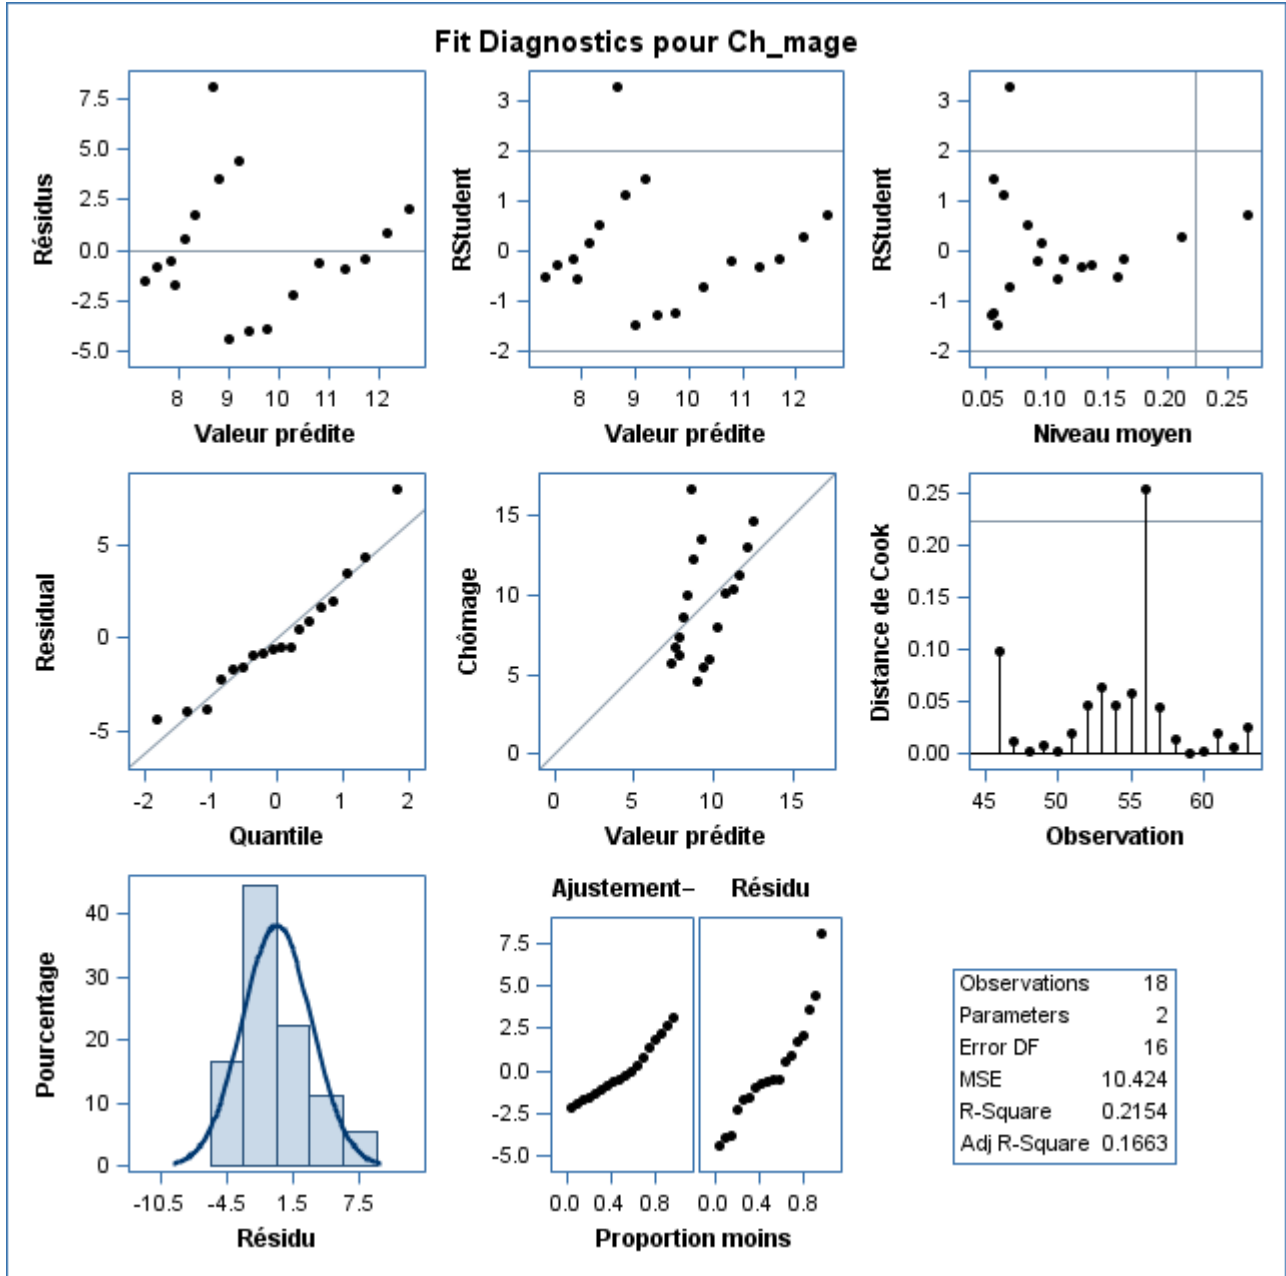 Fit Diagnostics pour Ch_mage
7.5
5.0
2.5
0.0
-2.5
-5.0
Résidus
8 9 10 11 12
Valeur prédite
3
2
1
0
-1
-2
RStudent
8 9 10 11 12
Valeur prédite
3
2
1
0
-1
-2
RStudent
0.05 0.10 0.15 0.20 0.25
Niveau moyen
5
0
-5
Residual
-2 -1 0 1 2
Quantile
15
10
5
0
Chômage
0 5 10 15
Valeur prédite
0.25
0.20
0.15
0.10
0.05
0.00
Distance de Cook
45 50 55 60
Observation
40
30
20
10
0
Pourcentage
-10.5 -4.5 1.5 7.5
Résidu
Ajustement– Résidu
7.5
5.0
2.5
0.0
-2.5
-5.0
0.0 0.4 0.8 0.0 0.4 0.8
Proportion moins
Observations 18
Parameters 2
Error DF 16
MSE 10.424
R-Square 0.2154
Adj R-Square 0.1663